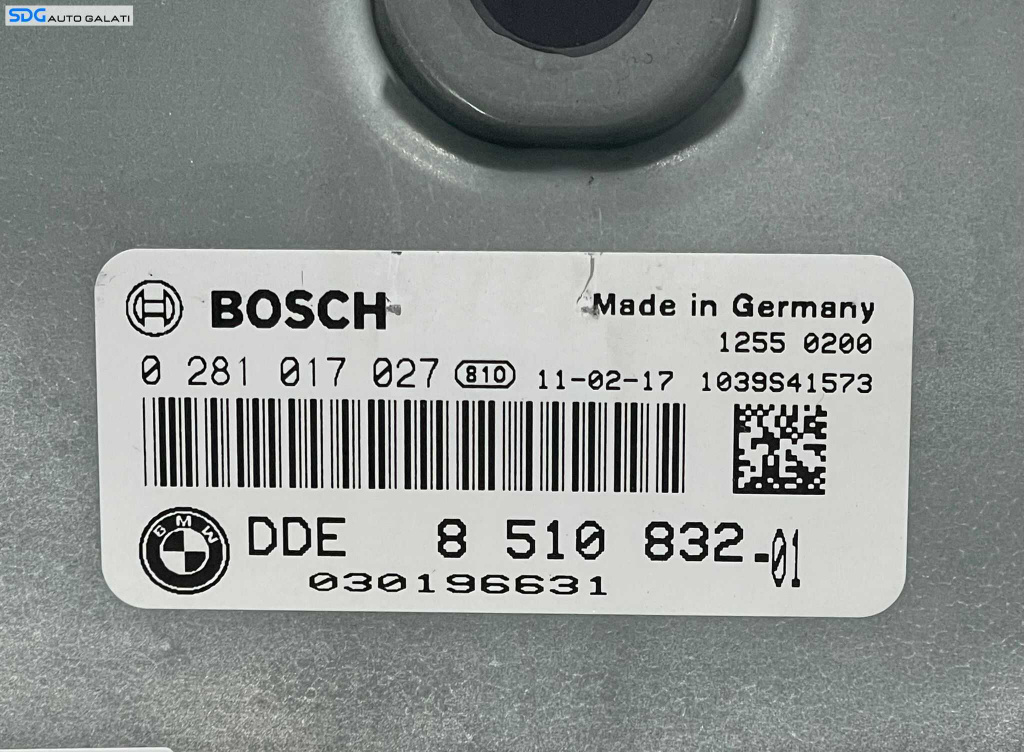 SDG AUTO GALATI
BOSCH
Made in Germany
1255 0200
0 281 017 027 810 11-02-17 1039S41573
BMW
DDE 8 510 832-01
030196631